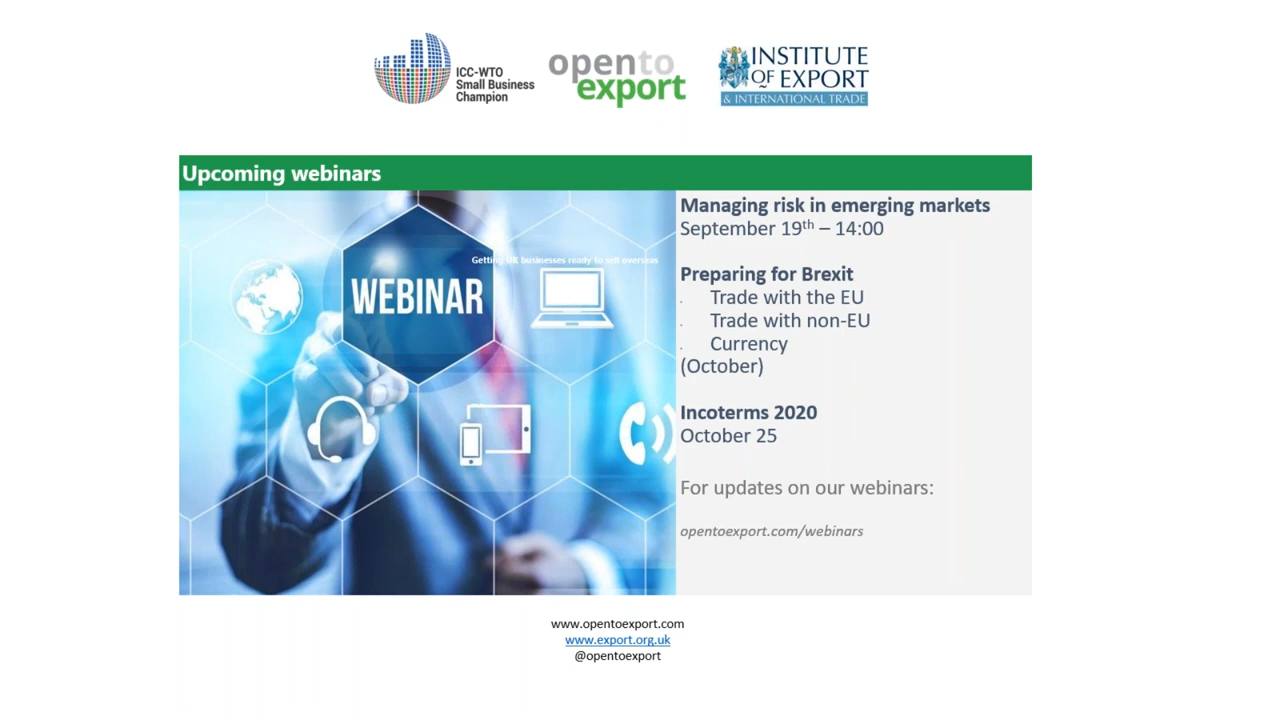 ICC-WTO
Small Business
Champion
opento
export
INSTITUTE
OF EXPORT
& INTERNATIONAL TRADE
Upcoming webinars
WEBINAR
Getting UK businesses ready to sell overseas
Managing risk in emerging markets
September 19th – 14:00
Preparing for Brexit
. Trade with the EU
. Trade with non-EU
. Currency
(October)
Incoterms 2020
October 25
For updates on our webinars:
opentoexport.com/webinars
www.opentoexport.com
www.export.org.uk
@opentoexport